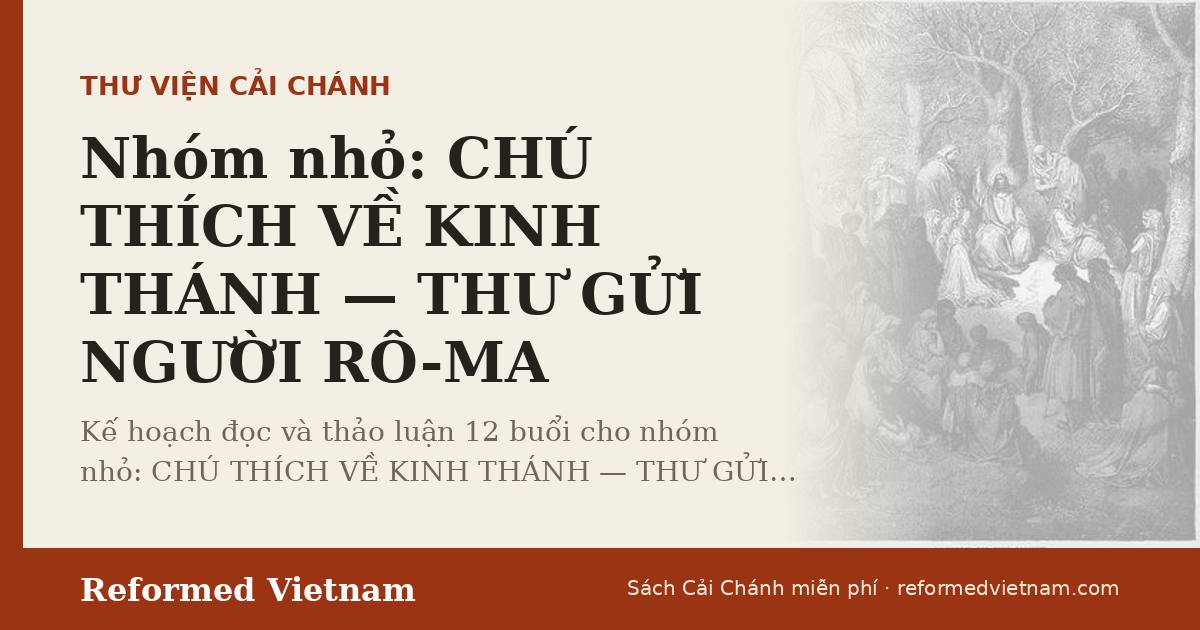 THƯ VIỆN CẢI CHÁNH
Nhóm nhỏ: CHÚ
THÍCH VỀ KINH
THÁNH — THƯ GỬI
NGƯỜI RÔ-MA
Kế hoạch đọc và thảo luận 12 buổi cho nhóm
nhỏ: CHÚ THÍCH VỀ KINH THÁNH — THƯ GỬI...
Reformed Vietnam
Sách Cải Chánh miễn phí · reformedvietnam.com